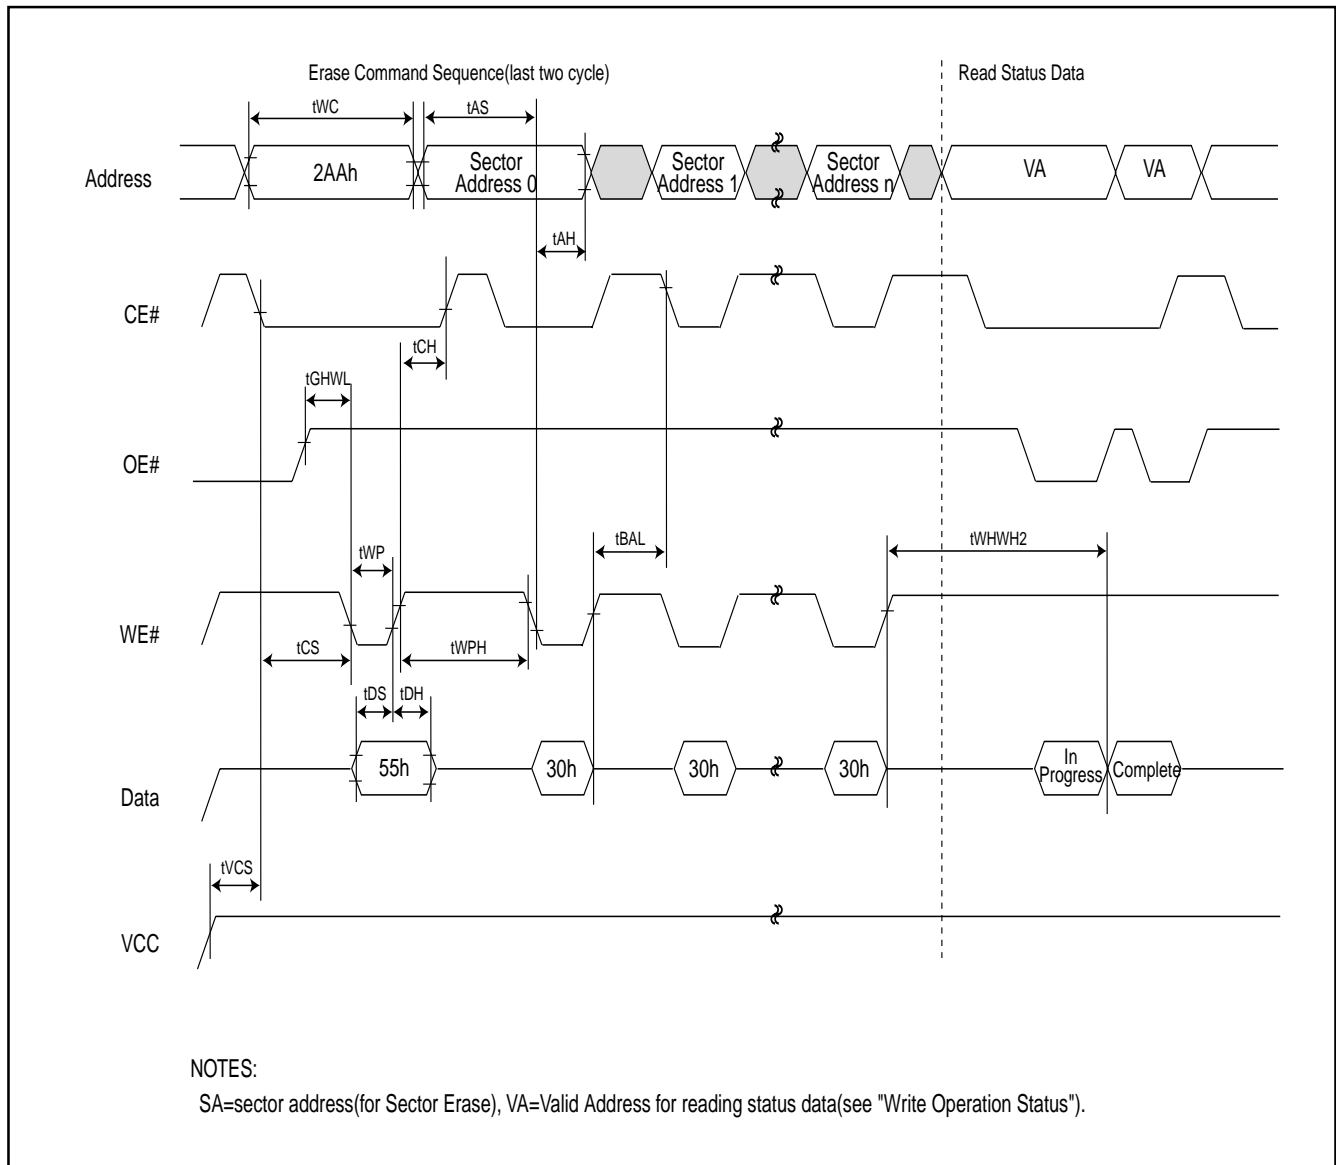 Erase Command Sequence(last two cycle)
Read Status Data
tWC
tAS
Address
2AAh
Sector
Address 0
Sector
Address 1
Sector
Address n
VA
VA
tAH
CE#
tCH
tGHWL
OE#
tBAL
tWHWH2
tWP
WE#
tCS
tWPH
tDS
tDH
Data
55h
30h
30h
30h
In
Progress
Complete
tVCS
VCC
NOTES:
SA=sector address(for Sector Erase), VA=Valid Address for reading status data(see "Write Operation Status").